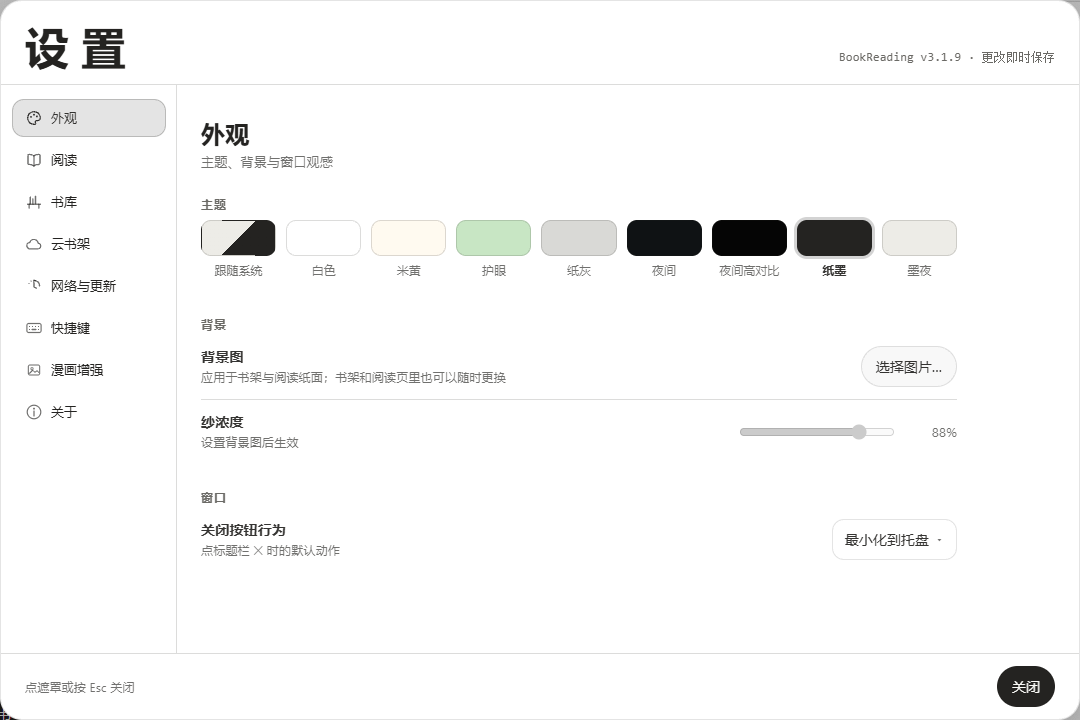 设置
BookReading v3.1.9 · 更改即时保存
外观
阅读
书库
云书架
网络与更新
快捷键
漫画增强
关于
外观
主题、背景与窗口观感
主题
跟随系统 白色 米黄 护眼 纸灰 夜间 夜间高对比 纸墨 墨夜
背景
背景图
应用于书架与阅读纸面；书架和阅读页里也可以随时更换
选择图片…
纱浓度
设置背景图后生效
88%
窗口
关闭按钮行为
点标题栏 × 时的默认动作
最小化到托盘
点遮罩或按 Esc 关闭
关闭